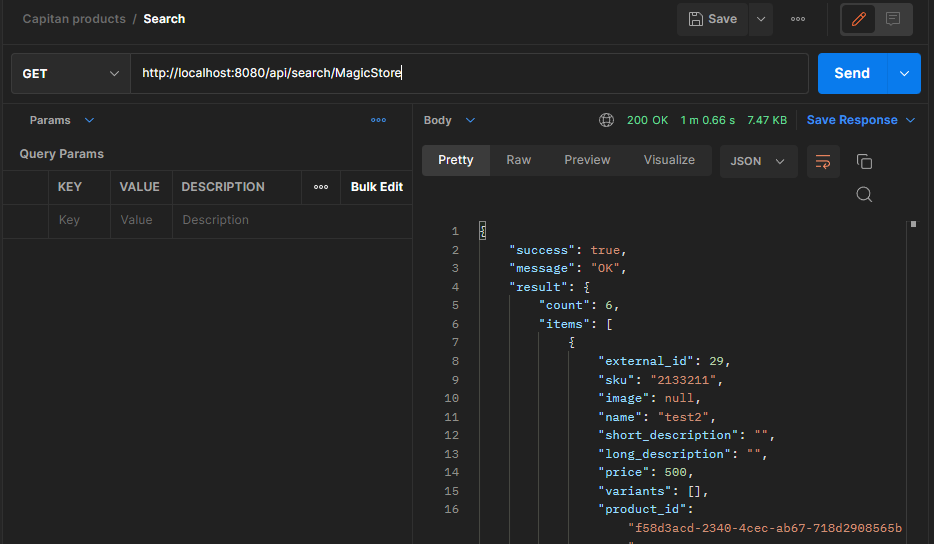 Capitan products / Search
Save
GET
http://localhost:8080/api/search/MagicStore
Send
Params
Body
200 OK 1 m 0.66 s 7.47 KB
Save Response
Query Params
Pretty Raw Preview Visualize JSON
KEY VALUE DESCRIPTION Bulk Edit
Key Value Description
1 {
2 "success": true,
3 "message": "OK",
4 "result": {
5 "count": 6,
6 "items": [
7 {
8 "external_id": 29,
9 "sku": "2133211",
10 "image": null,
11 "name": "test2",
12 "short_description": "",
13 "long_description": "",
14 "price": 500,
15 "variants": [],
16 "product_id":
"f58d3acd-2340-4cec-ab67-718d2908565b
"